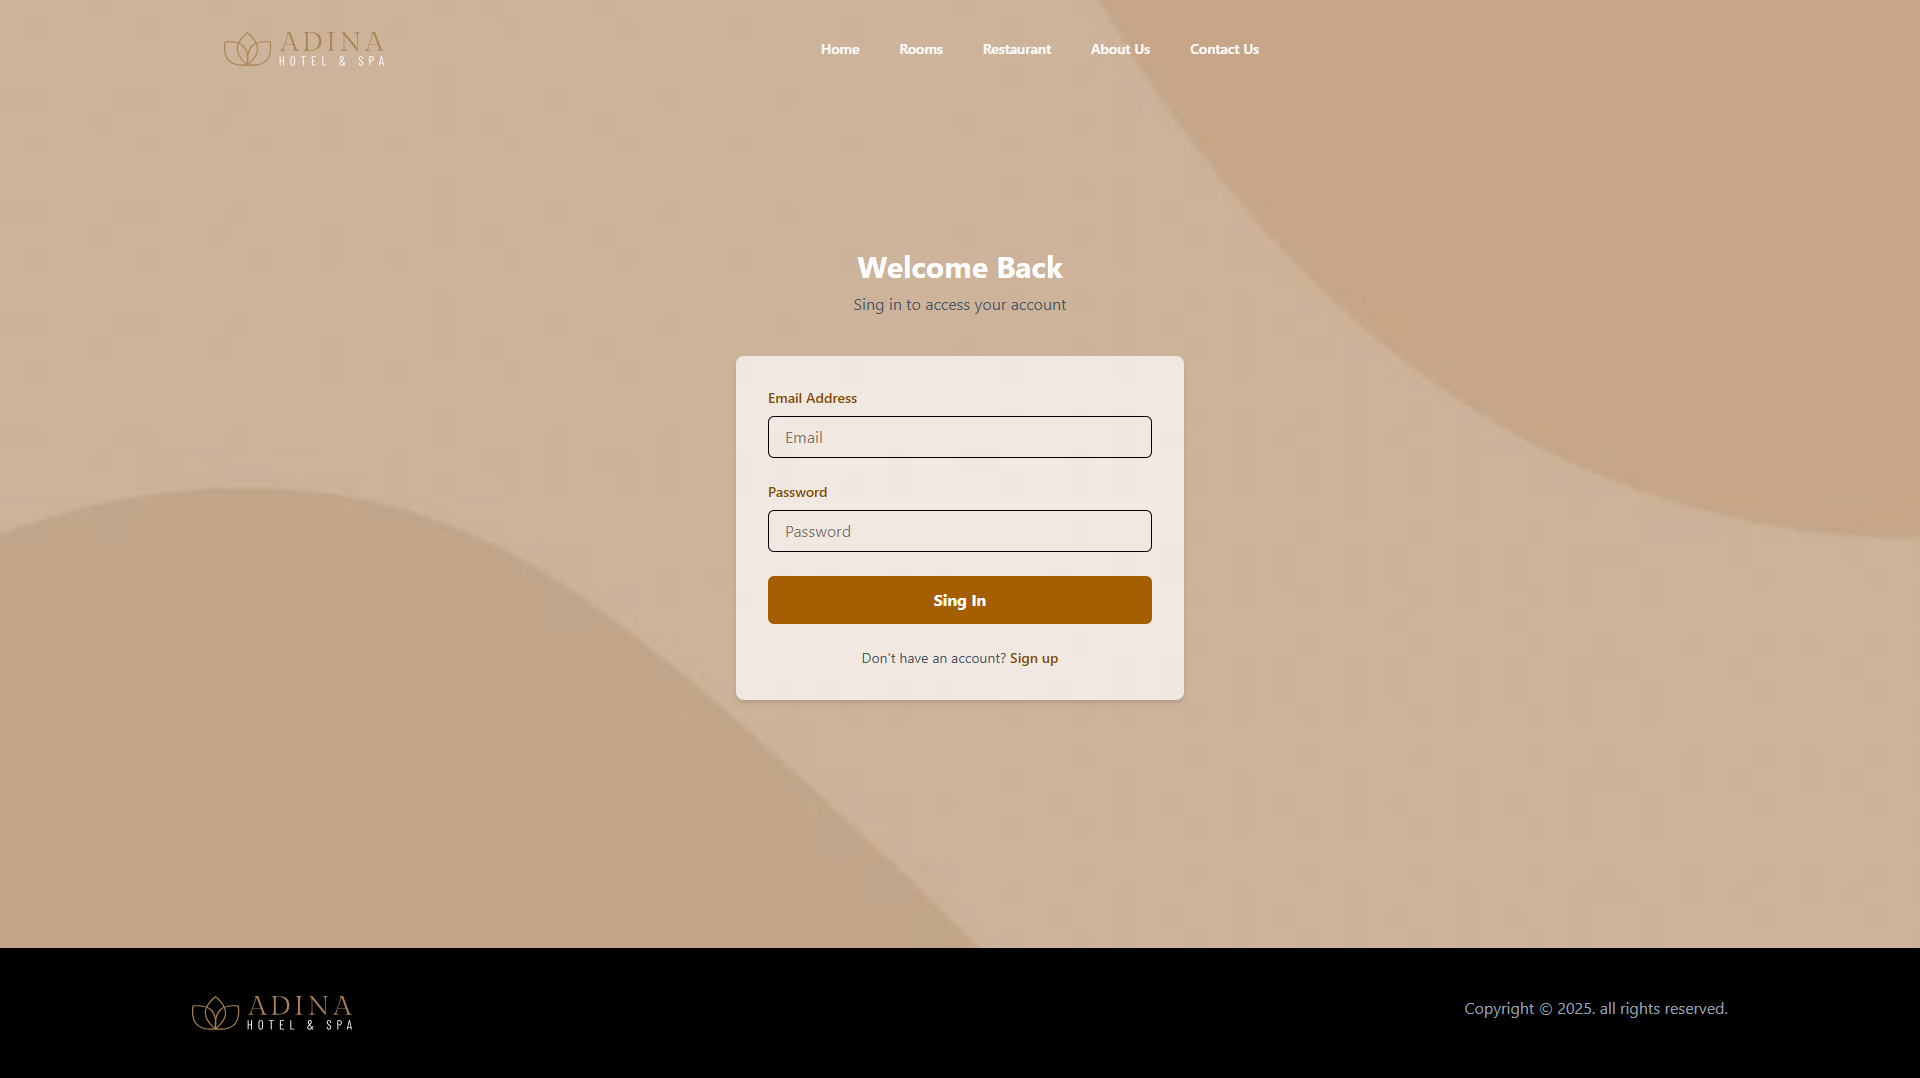 ADINA
HOTEL & SPA
Home Rooms Restaurant About Us Contact Us
Welcome Back
Sing in to access your account
Email Address
Email
Password
Password
Sing In
Don't have an account? Sign up
ADINA
HOTEL & SPA
Copyright © 2025. all rights reserved.